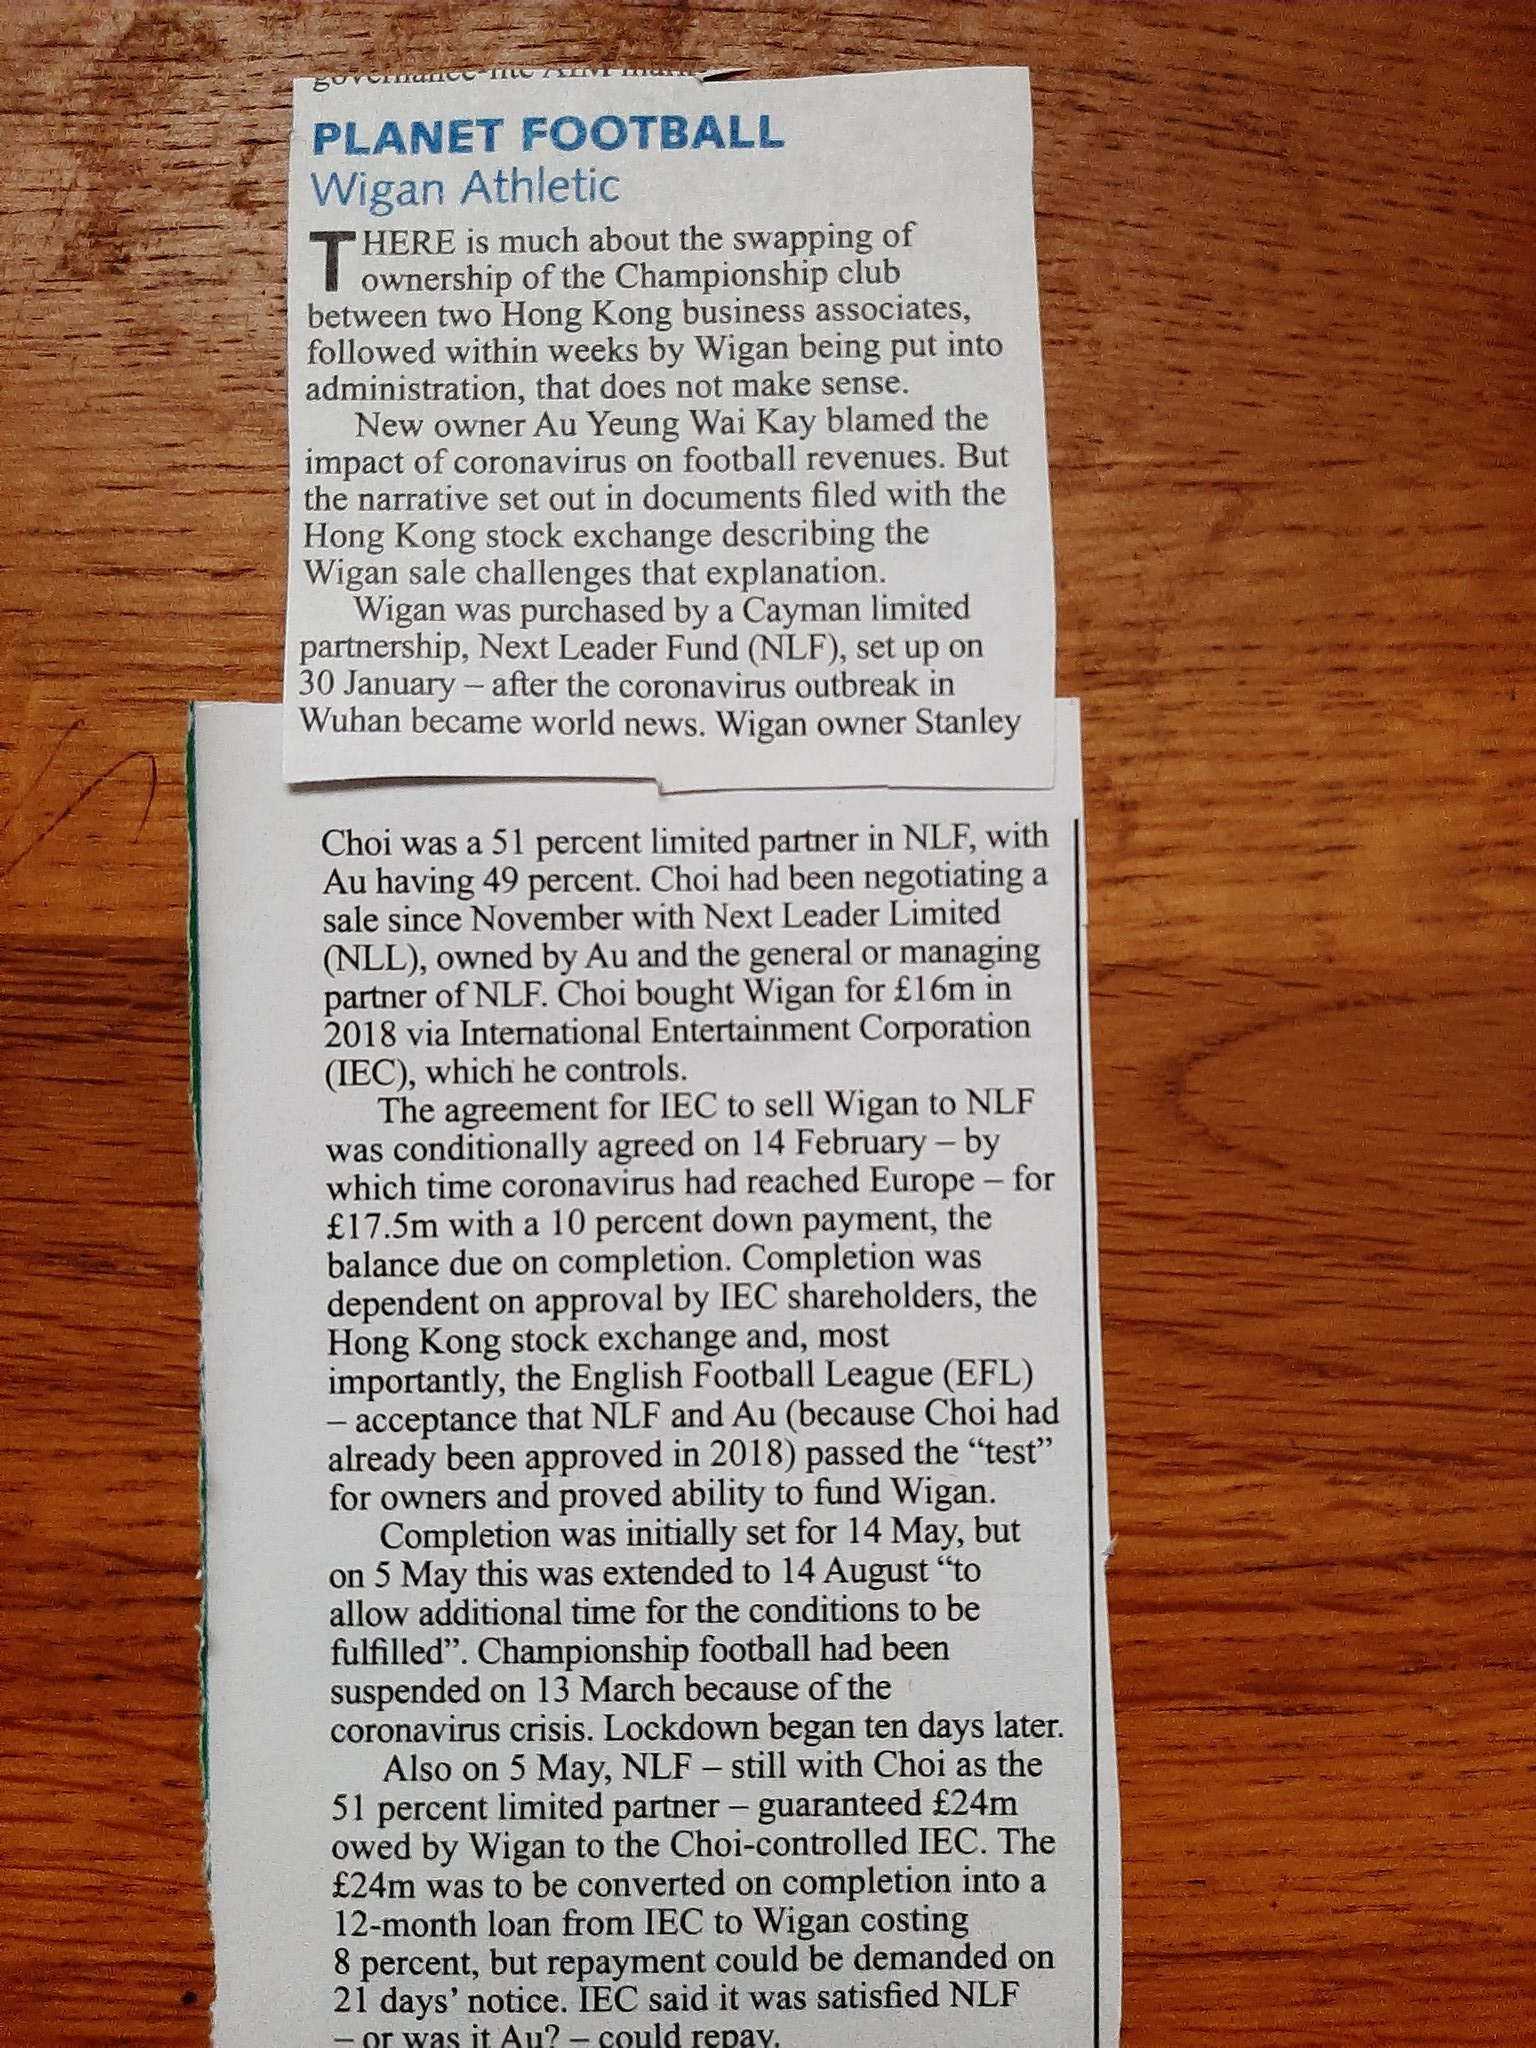 PLANET FOOTBALL
Wigan Athletic
THERE is much about the swapping of
ownership of the Championship club
between two Hong Kong business associates,
followed within weeks by Wigan being put into
administration, that does not make sense.
New owner Au Yeung Wai Kay blamed the
impact of coronavirus on football revenues. But
the narrative set out in documents filed with the
Hong Kong stock exchange describing the
Wigan sale challenges that explanation.
Wigan was purchased by a Cayman limited
partnership, Next Leader Fund (NLF), set up on
30 January – after the coronavirus outbreak in
Wuhan became world news. Wigan owner Stanley
Choi was a 51 percent limited partner in NLF, with
Au having 49 percent. Choi had been negotiating a
sale since November with Next Leader Limited
(NLL), owned by Au and the general or managing
partner of NLF. Choi bought Wigan for £16m in
2018 via International Entertainment Corporation
(IEC), which he controls.
The agreement for IEC to sell Wigan to NLF
was conditionally agreed on 14 February – by
which time coronavirus had reached Europe – for
£17.5m with a 10 percent down payment, the
balance due on completion. Completion was
dependent on approval by IEC shareholders, the
Hong Kong stock exchange and, most
importantly, the English Football League (EFL)
– acceptance that NLF and Au (because Choi had
already been approved in 2018) passed the “test”
for owners and proved ability to fund Wigan.
Completion was initially set for 14 May, but
on 5 May this was extended to 14 August “to
allow additional time for the conditions to be
fulfilled”. Championship football had been
suspended on 13 March because of the
coronavirus crisis. Lockdown began ten days later.
Also on 5 May, NLF – still with Choi as the
51 percent limited partner – guaranteed £24m
owed by Wigan to the Choi-controlled IEC. The
£24m was to be converted on completion into a
12-month loan from IEC to Wigan costing
8 percent, but repayment could be demanded on
21 days’ notice. IEC said it was satisfied NLF
– or was it Au? – could repay.